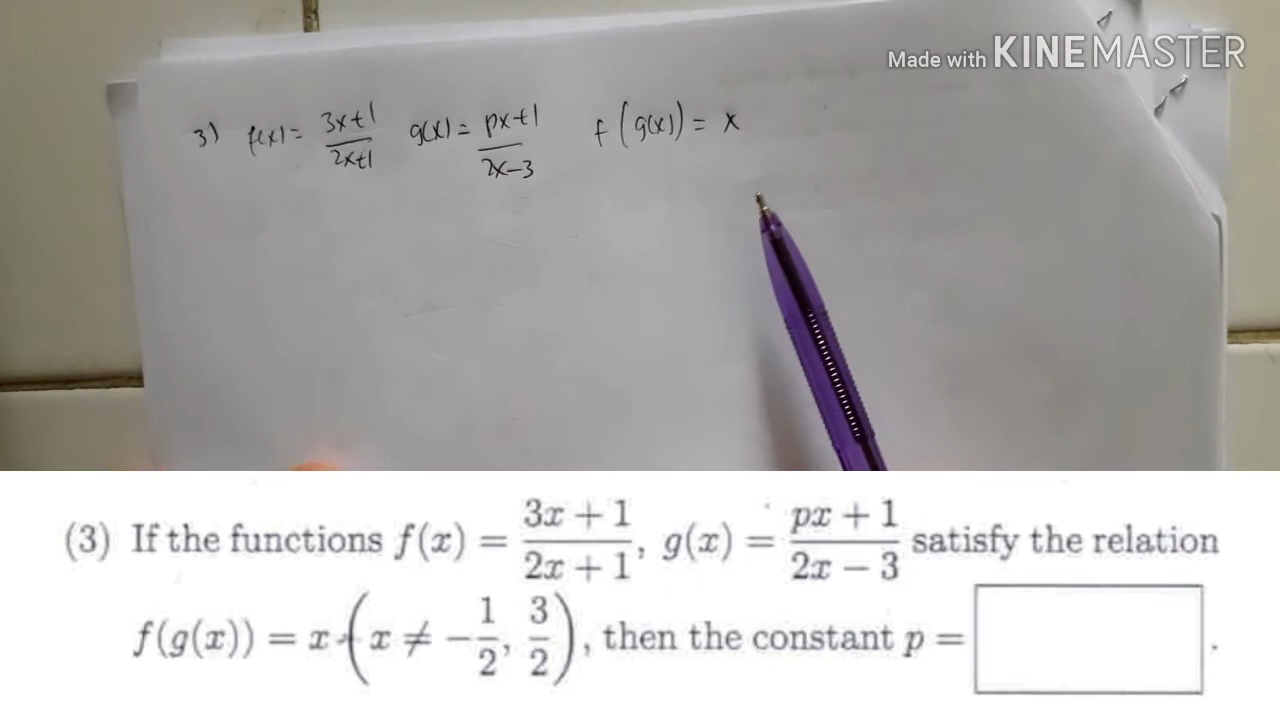 Made with KINEMASTER
3) f(x) = 3x+1/2x+1 g(x) = px+1/2x-3 f(g(x)) = x
(3) If the functions f(x) = 3x + 1/2x + 1, g(x) = px + 1/2x − 3 satisfy the relation
f(g(x)) = x (x ≠ −1/2, 3/2), then the constant p = .